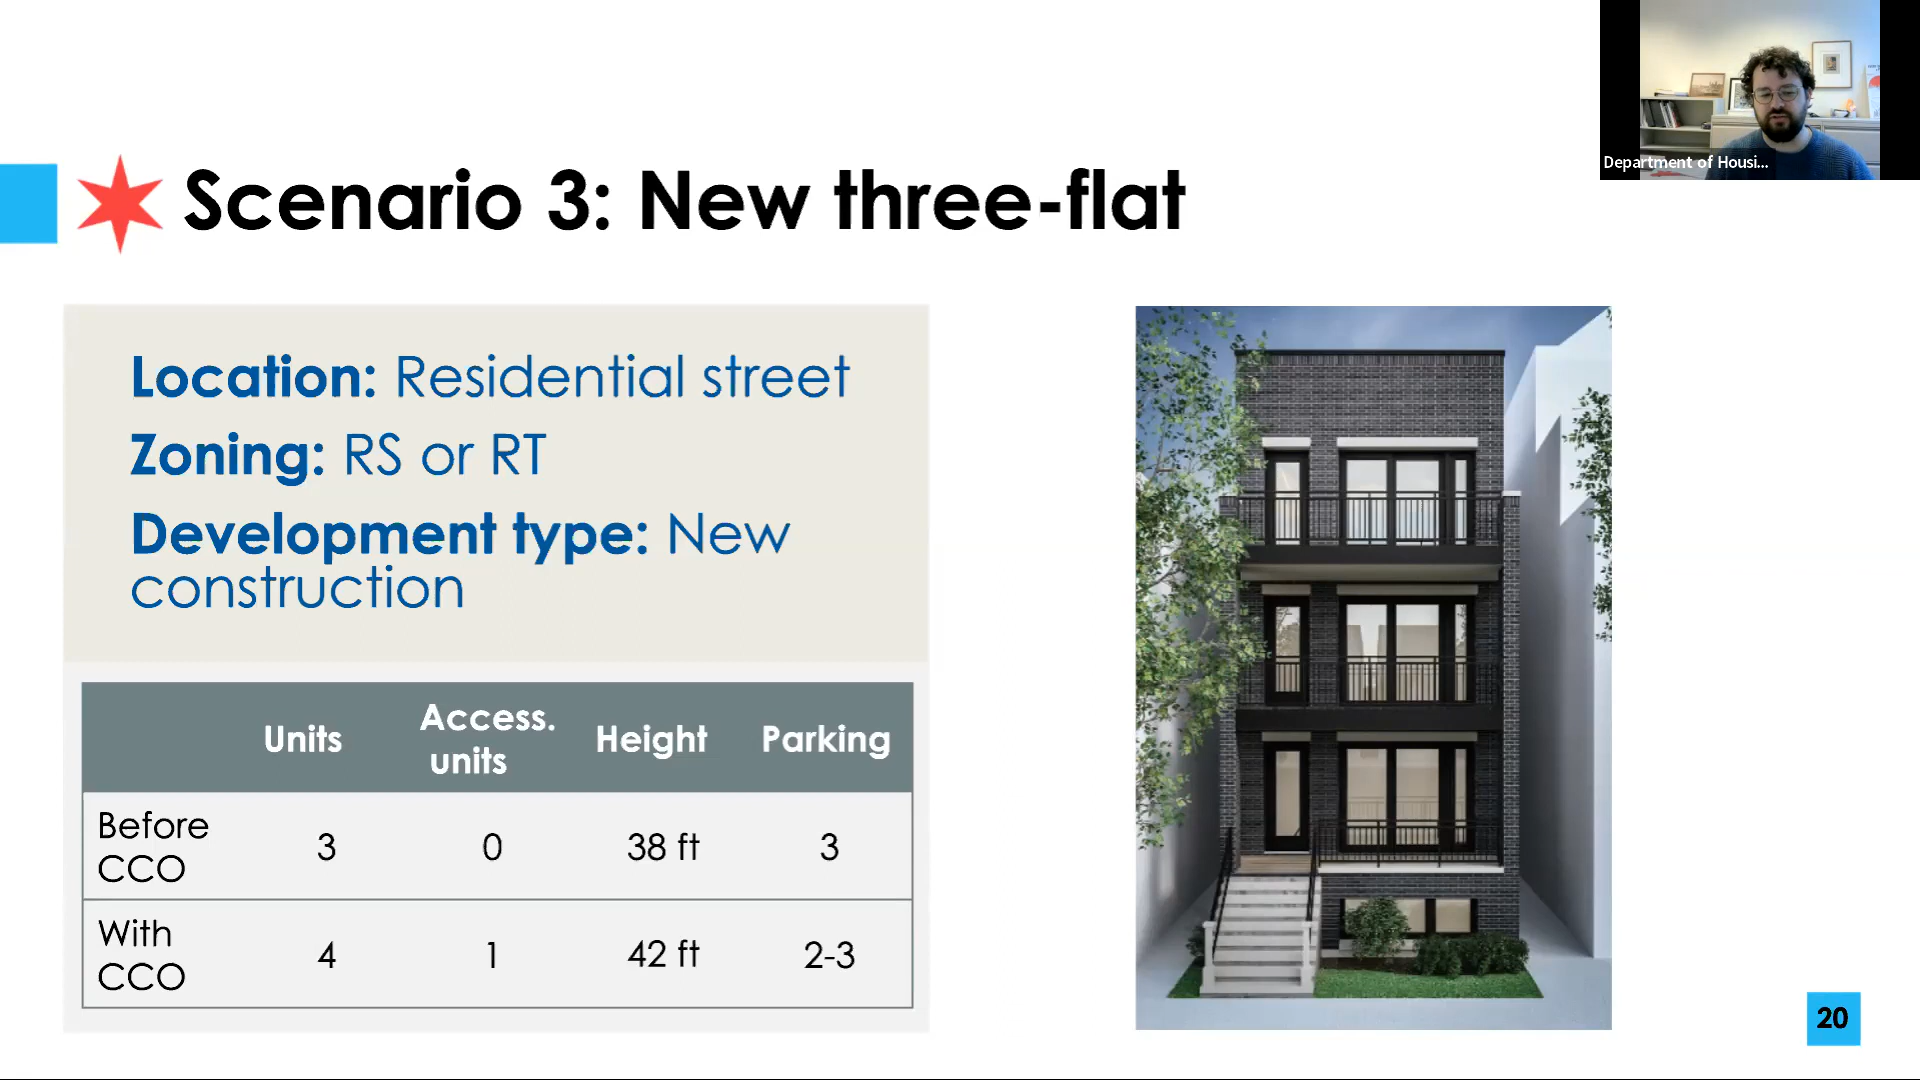 Department of Housi...
Scenario 3: New three-flat
Location: Residential street
Zoning: RS or RT
Development type: New
construction
Units Access. units Height Parking
Before CCO 3 0 38 ft 3
With CCO 4 1 42 ft 2-3
20